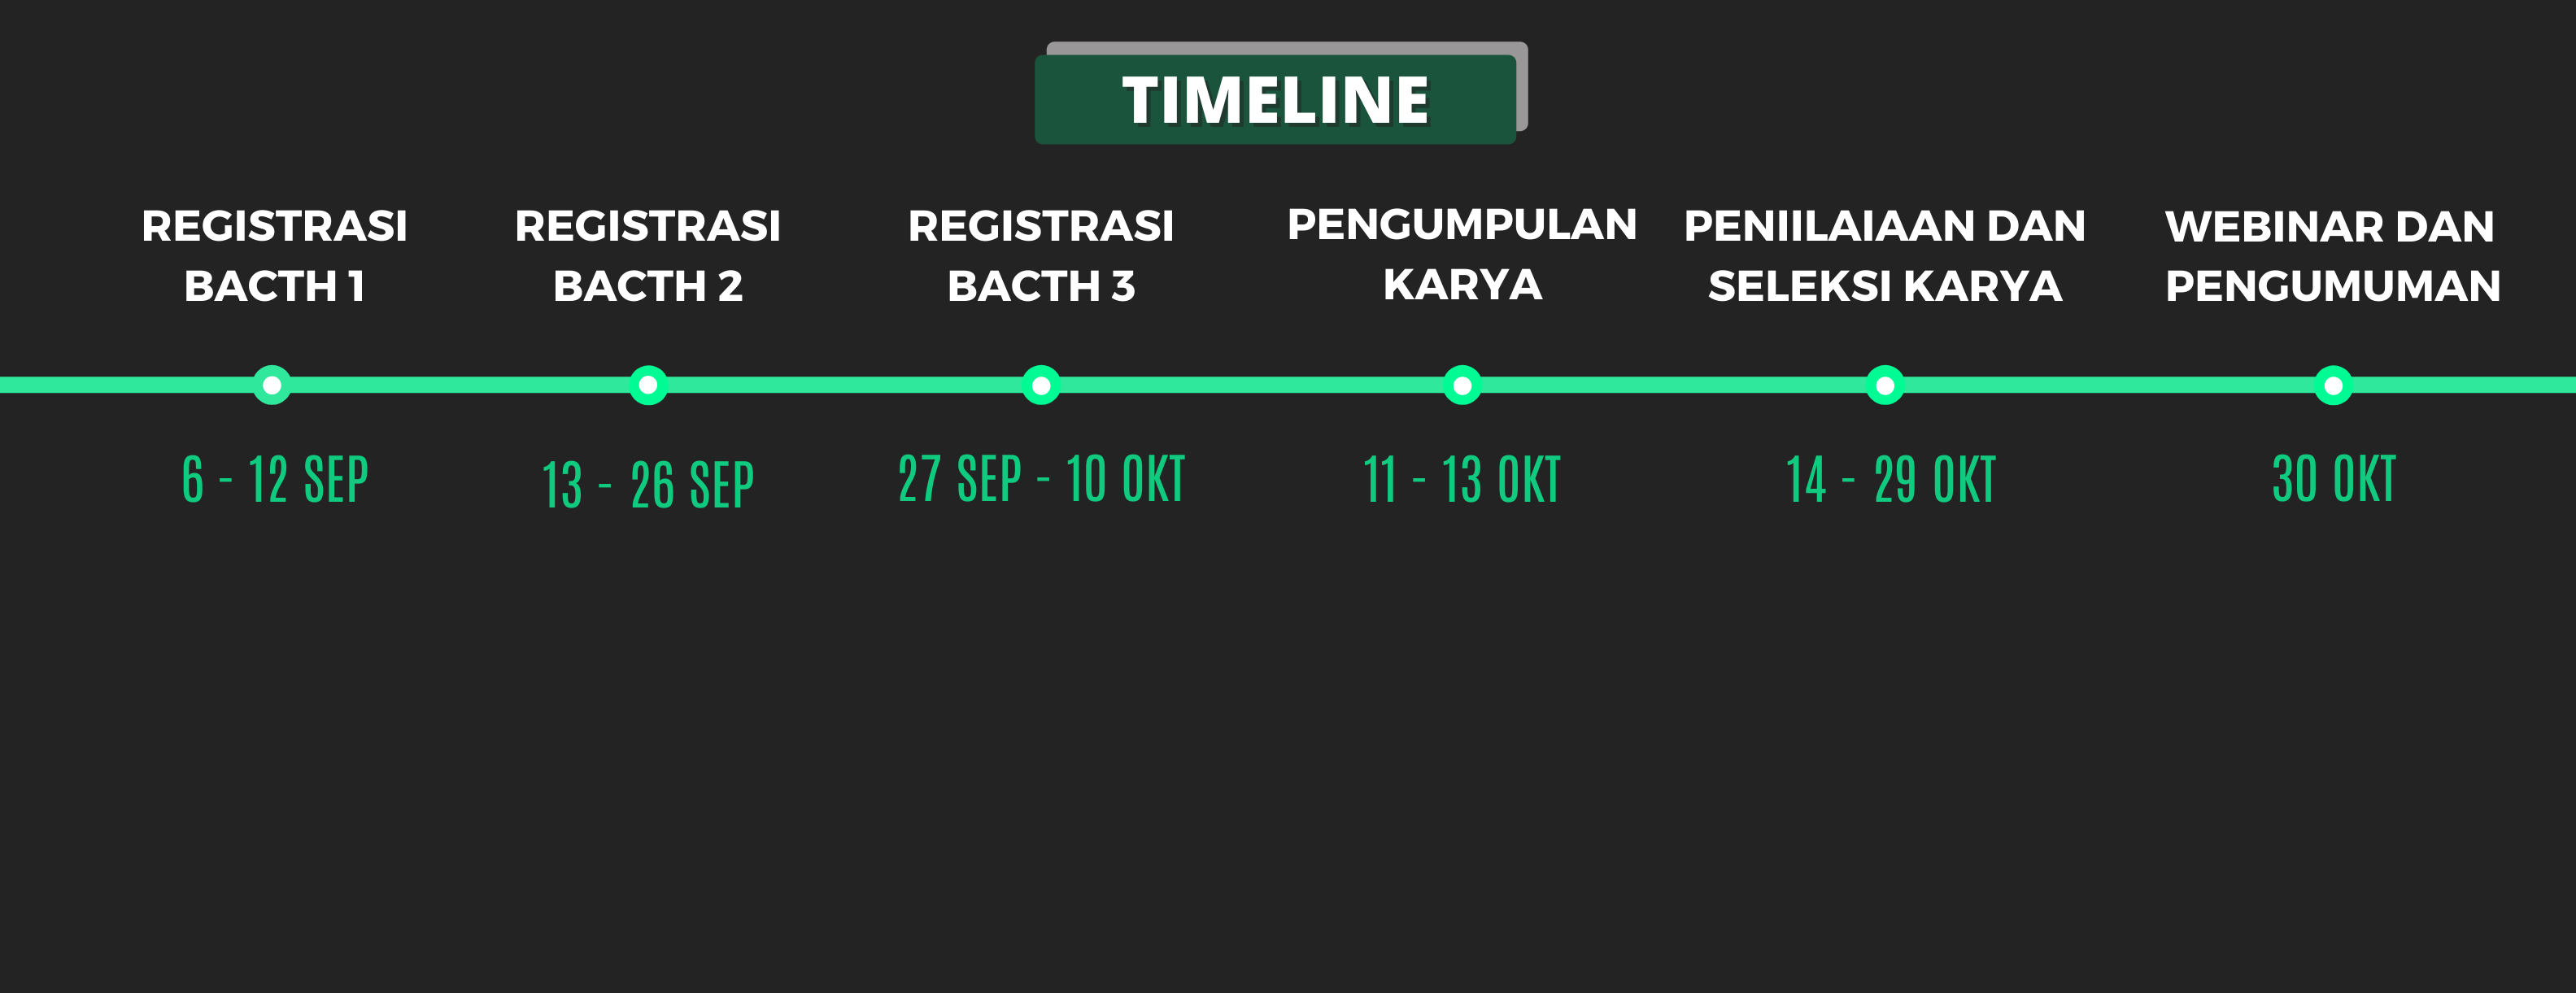 TIMELINE
REGISTRASI
BACTH 1
6 - 12 SEP
REGISTRASI
BACTH 2
13 - 26 SEP
REGISTRASI
BACTH 3
27 SEP - 10 OKT
PENGUMPULAN
KARYA
11 - 13 OKT
PENIILAIAAN DAN
SELEKSI KARYA
14 - 29 OKT
WEBINAR DAN
PENGUMUMAN
30 OKT